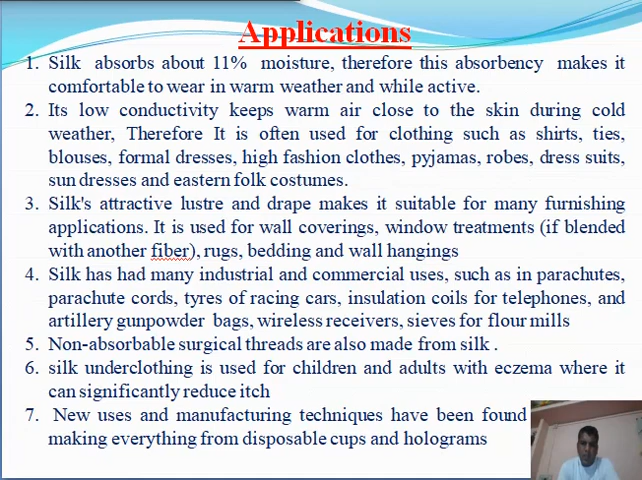 Applications
1. Silk absorbs about 11% moisture, therefore this absorbency makes it
comfortable to wear in warm weather and while active.
2. Its low conductivity keeps warm air close to the skin during cold
weather, Therefore It is often used for clothing such as shirts, ties,
blouses, formal dresses, high fashion clothes, pyjamas, robes, dress suits,
sun dresses and eastern folk costumes.
3. Silk's attractive lustre and drape makes it suitable for many furnishing
applications. It is used for wall coverings, window treatments (if blended
with another fiber), rugs, bedding and wall hangings
4. Silk has had many industrial and commercial uses, such as in parachutes,
parachute cords, tyres of racing cars, insulation coils for telephones, and
artillery gunpowder bags, wireless receivers, sieves for flour mills
5. Non-absorbable surgical threads are also made from silk .
6. silk underclothing is used for children and adults with eczema where it
can significantly reduce itch
7. New uses and manufacturing techniques have been found
making everything from disposable cups and holograms